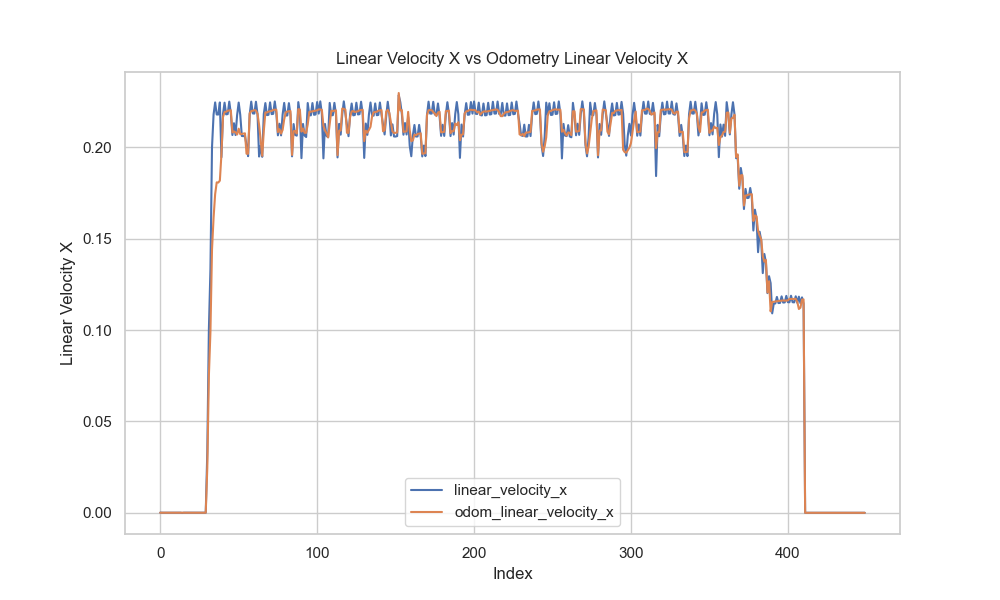 Linear Velocity X vs Odometry Linear Velocity X
0.20
0.15
0.10
0.05
0.00
Linear Velocity X
linear_velocity_x
odom_linear_velocity_x
0 100 200 300 400
Index